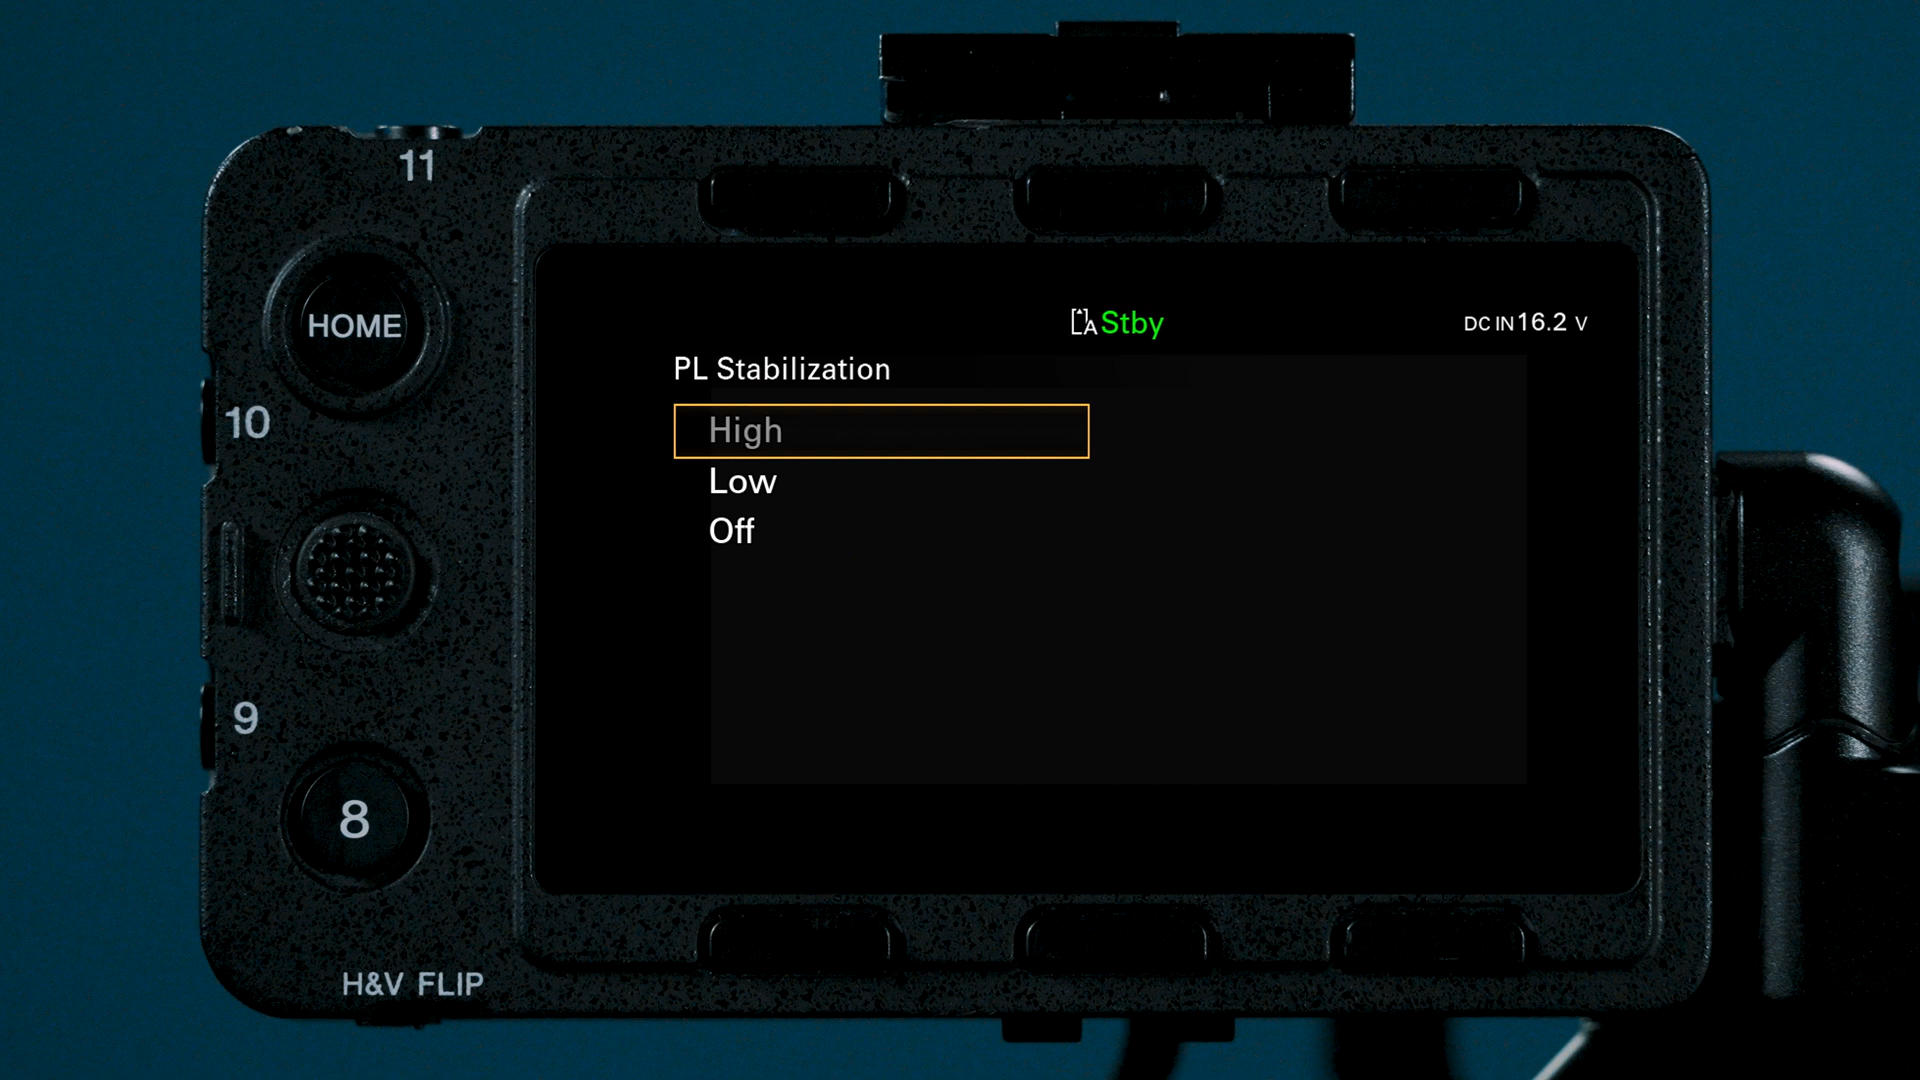 11
HOME
10
9
8
H&V FLIP
A Stby
DC IN 16.2 V
PL Stabilization
High
Low
Off